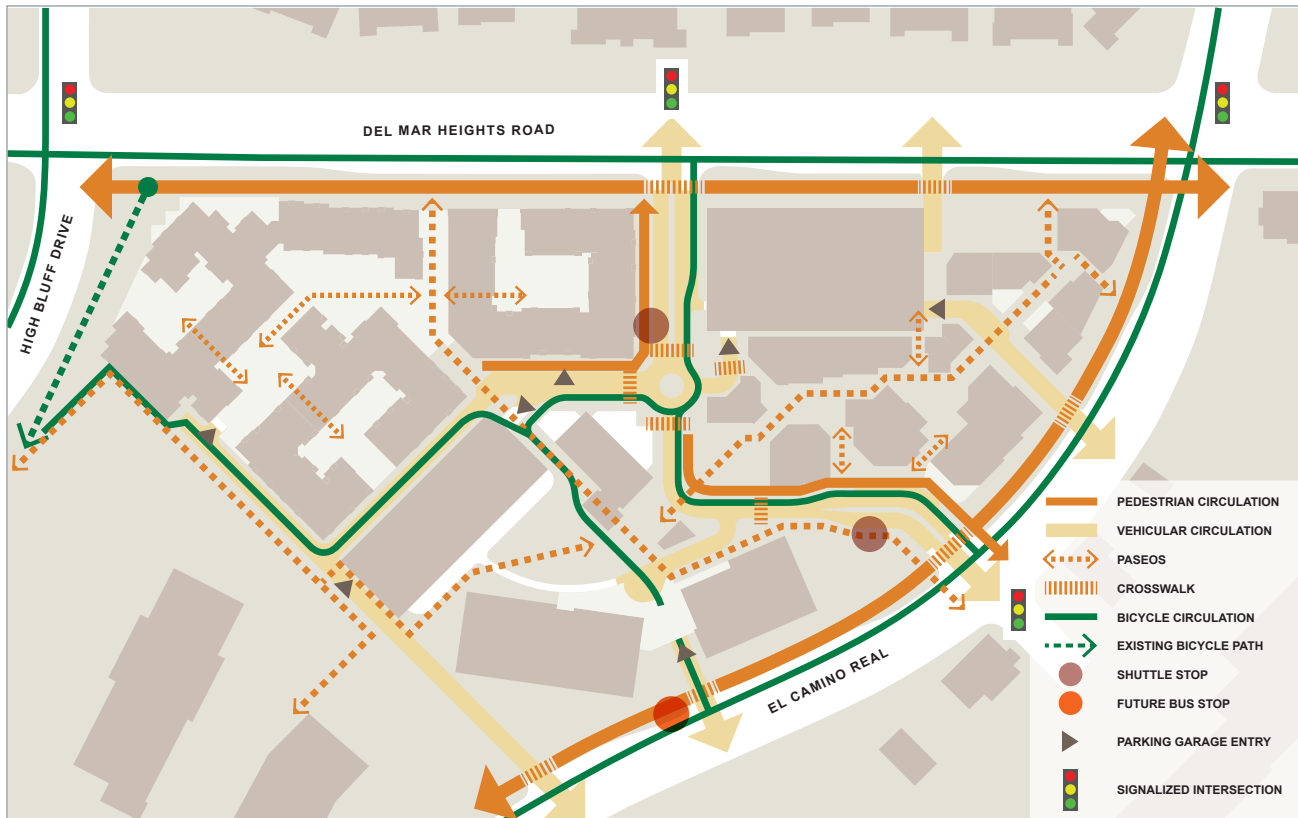 DEL MAR HEIGHTS ROAD
HIGH BLUFF DRIVE
EL CAMINO REAL
PEDESTRIAN CIRCULATION
VEHICULAR CIRCULATION
PASEOS
CROSSWALK
BICYCLE CIRCULATION
EXISTING BICYCLE PATH
SHUTTLE STOP
FUTURE BUS STOP
PARKING GARAGE ENTRY
SIGNALIZED INTERSECTION